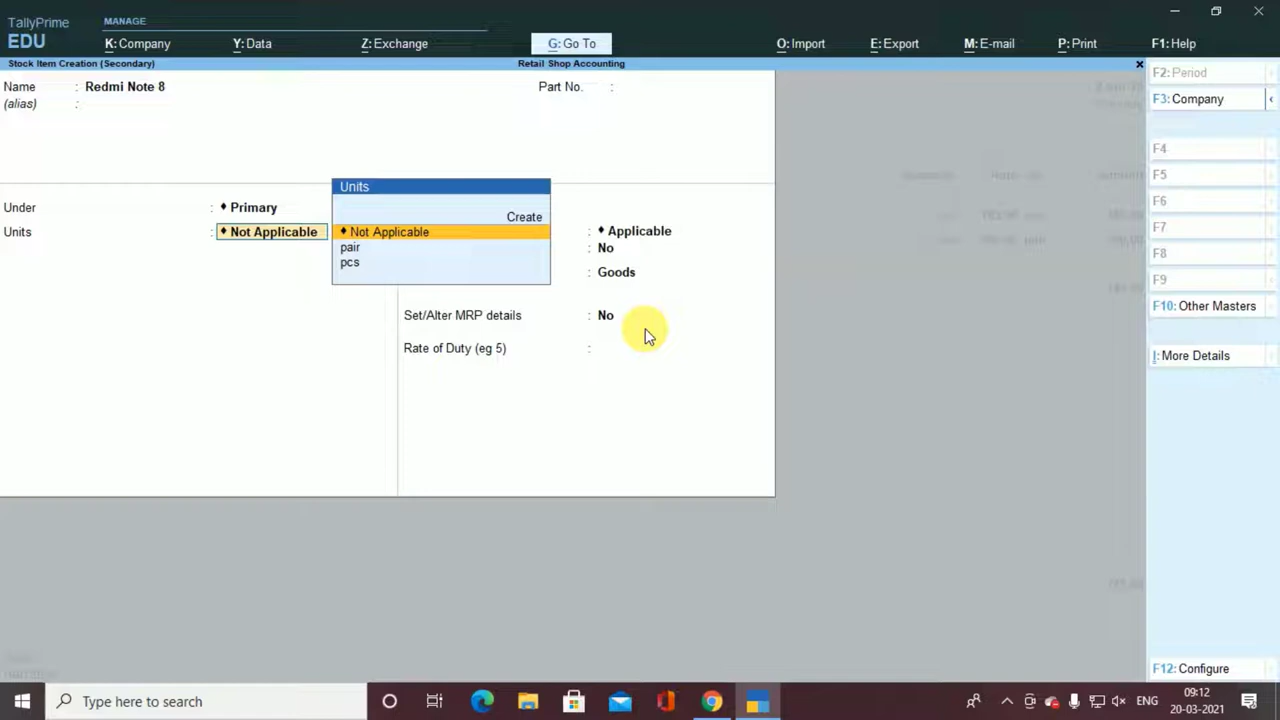 TallyPrime
EDU
MANAGE
K:Company
Y:Data
Z:Exchange
G:Go To
O:Import
E:Export
M:E-mail
P:Print
F1:Help
Stock Item Creation (Secondary)
Retail Shop Accounting
×
Name : Redmi Note 8
Part No. :
(alias) :
Under : ♦ Primary
Units : ♦ Not Applicable
Units
Create
♦ Not Applicable
pair
pcs
: ♦ Applicable
: No
: Goods
Set/Alter MRP details : No
Rate of Duty (eg 5) :
F2: Period
F3: Company
F4
F5
F6
F7
F8
F9
F10: Other Masters
I: More Details
F12: Configure
Type here to search
ENG
09:12
20-03-2021